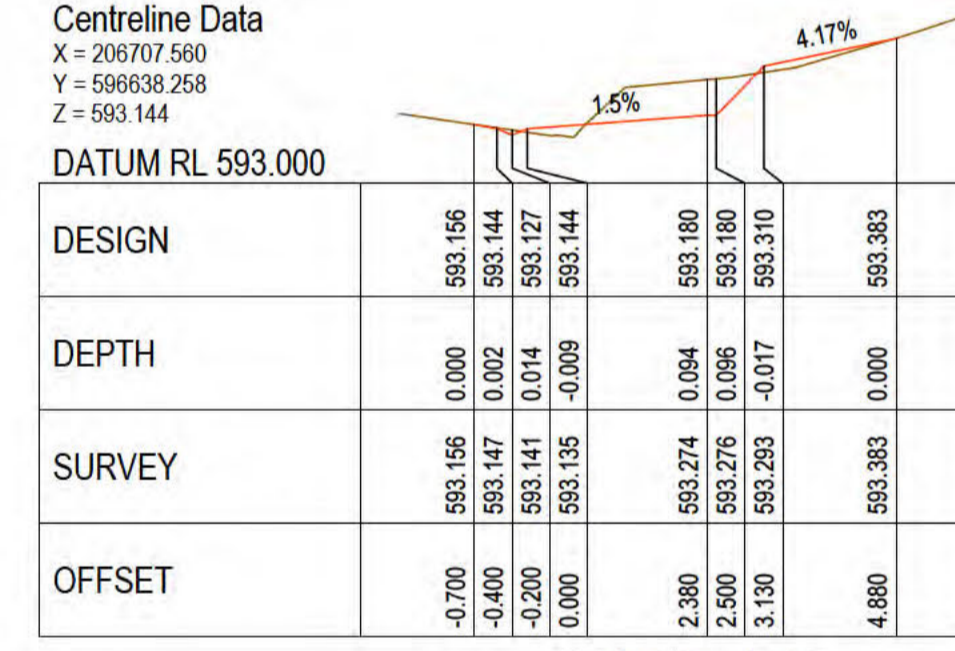 Centreline Data
X = 206707.560
Y = 596638.258
Z = 593.144
4.17%
1.5%
DATUM RL 593.000
DESIGN 593.156 593.144 593.127 593.144 593.180 593.180 593.310 593.383
DEPTH 0.000 0.002 0.014 -0.009 0.094 0.096 -0.017 0.000
SURVEY 593.156 593.147 593.141 593.135 593.274 593.276 593.293 593.383
OFFSET -0.700 -0.400 -0.200 0.000 2.380 2.500 3.130 4.880